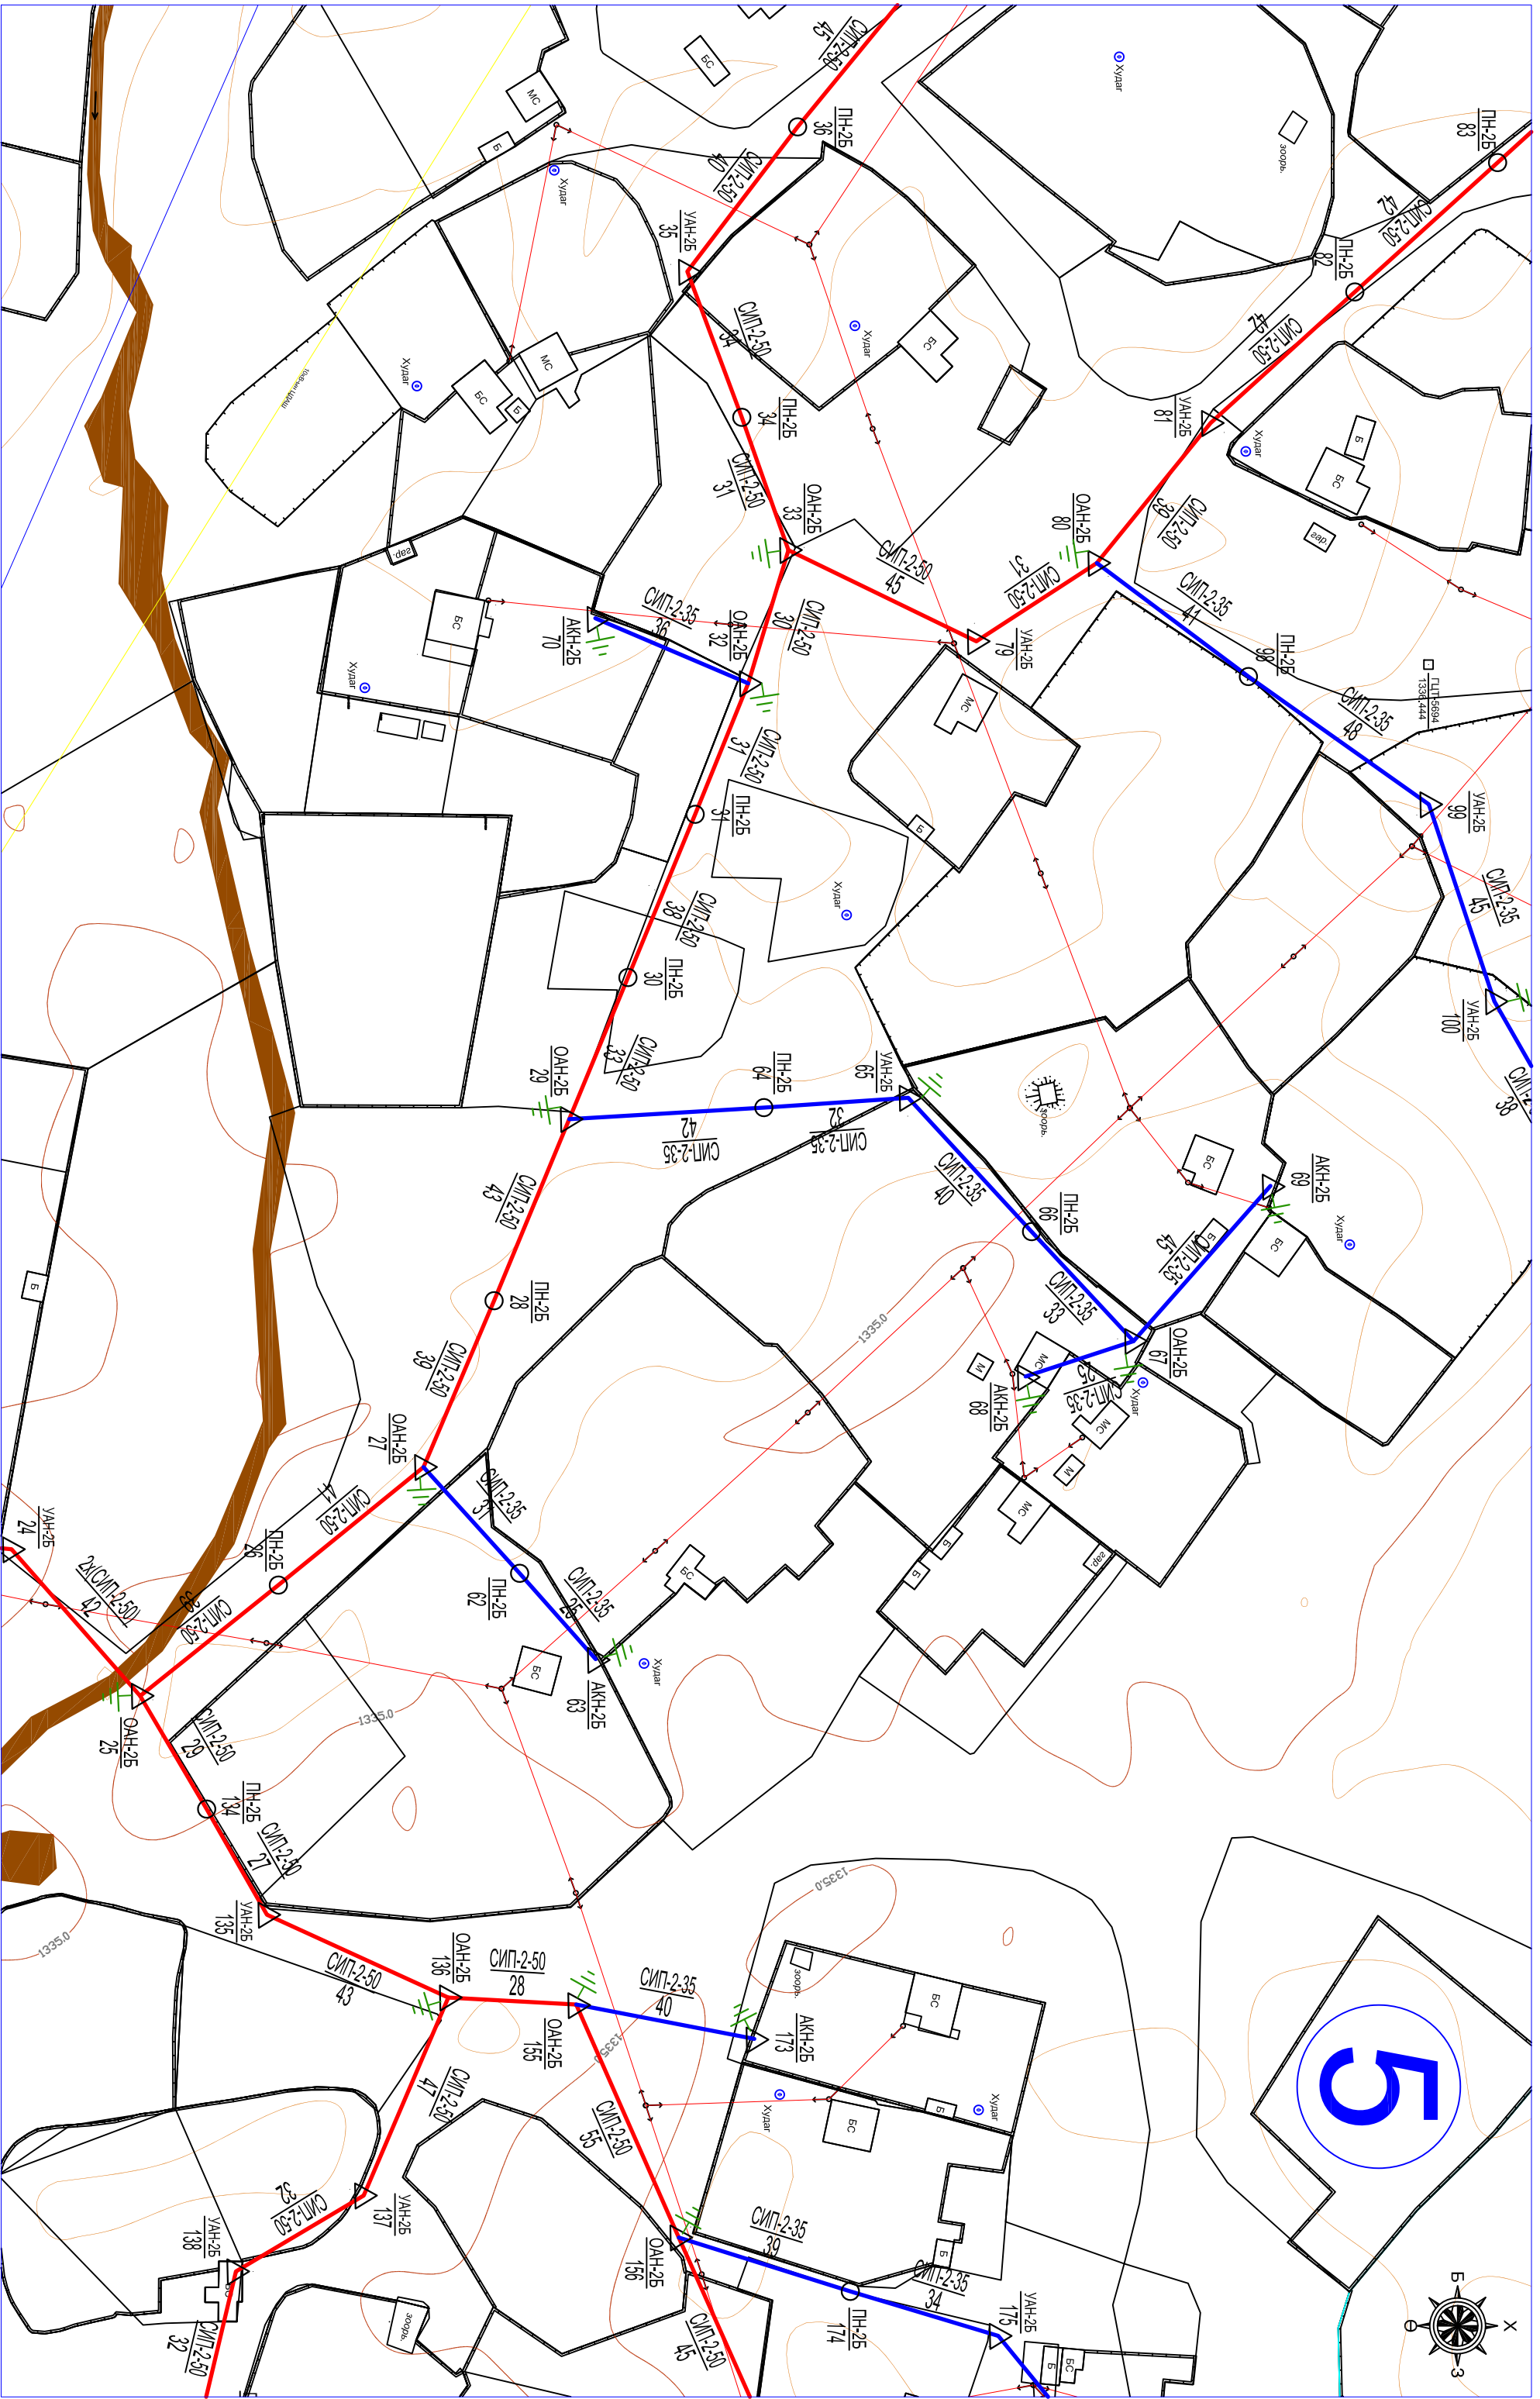 СИП-2-50
45
БС
МС
Б
Худаг
ПН-2Б
36
СИП-2-50
40
Худаг
зоорь.
ПН-2Б
83
СИП-2-50
42
ПН-2Б
82
УАН-2Б
35
СИП-2-50
34
Худаг
БС
СИП-2-50
42
МС
БС
Б
Худаг
ПН-2Б
34
УАН-2Б
81
Худаг
Б
БС
СИП-2-50
31
ОАН-2Б
33
ОАН-2Б
80
СИП-2-50
39
гар.
гар.
СИП-2-50
45
СИП-2-50
31
СИП-2-35
41
БС
АКН-2Б
70
СИП-2-35
36
ОАН-2Б
32
СИП-2-50
30
УАН-2Б
79
ПН-2Б
98
ГЦТ-5694
1336.444
Худаг
МС
СИП-2-35
48
СИП-2-50
31
ПН-2Б
31
УАН-2Б
99
Б
СИП-2-50
38
Худаг
СИП-2-35
45
ПН-2Б
30
УАН-2Б
100
СИП-2-50
33
ОАН-2Б
29
ПН-2Б
64
УАН-2Б
65
зоорь.
38
СИП-2-35
42
СИП-2-35
32
СИП-2-35
40
БС
АКН-2Б
69
СИП-2-50
43
ПН-2Б
66
Б
СИП-2-35
45
БС
Худаг
Б
ПН-2Б
28
СИП-2-35
33
1335.0
СИП-2-50
39
МС
М
АКН-2Б
68
СИП-2-35
25
ОАН-2Б
67
Худаг
МС
М
МС
ОАН-2Б
27
СИП-2-35
37
СИП-2-50
47
УАН-2Б
24
ПН-2Б
26
Б
Б
гар.
2х(СИП-2-50)
42
СИП-2-50
39
ПН-2Б
62
СИП-2-35
25
БС
БС
Худаг
АКН-2Б
63
ОАН-2Б
25
СИП-2-50
29
1335.0
ПН-2Б
134
СИП-2-50
27
1335.0
УАН-2Б
135
1335.0
СИП-2-50
43
ОАН-2Б
136
СИП-2-50
28
СИП-2-35
40
зоорь.
БС
ОАН-2Б
155
1335.0
АКН-2Б
173
5
СИП-2-50
47
СИП-2-50
55
Худаг
БС
Б
Худаг
СИП-2-50
32
УАН-2Б
137
УАН-2Б
138
БС
СИП-2-50
32
зоорь.
ОАН-2Б
156
СИП-2-35
39
Б
СИП-2-35
34
СИП-2-50
45
ПН-2Б
174
УАН-2Б
175
Б
БС
Б
Х
Ө
З